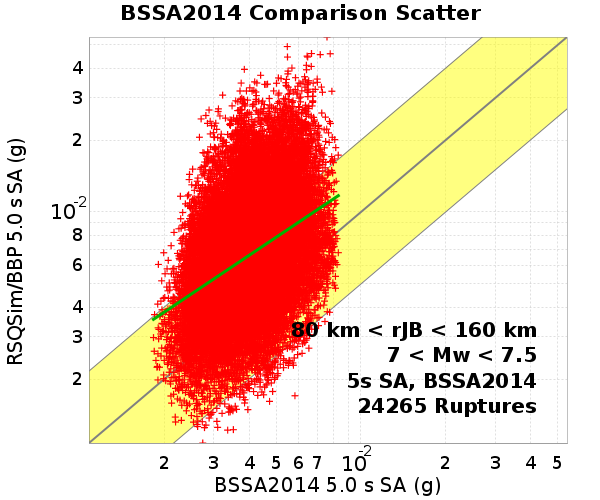 BSSA2014 Comparison Scatter
RSQSim/BBP 5.0 s SA (g)
4
3
2
10-2
8
6
4
3
2
80 km < rJB < 160 km
7 < Mw < 7.5
5s SA, BSSA2014
24265 Ruptures
2 3 4 5 6 7 10-2 2 3 4 5
BSSA2014 5.0 s SA (g)